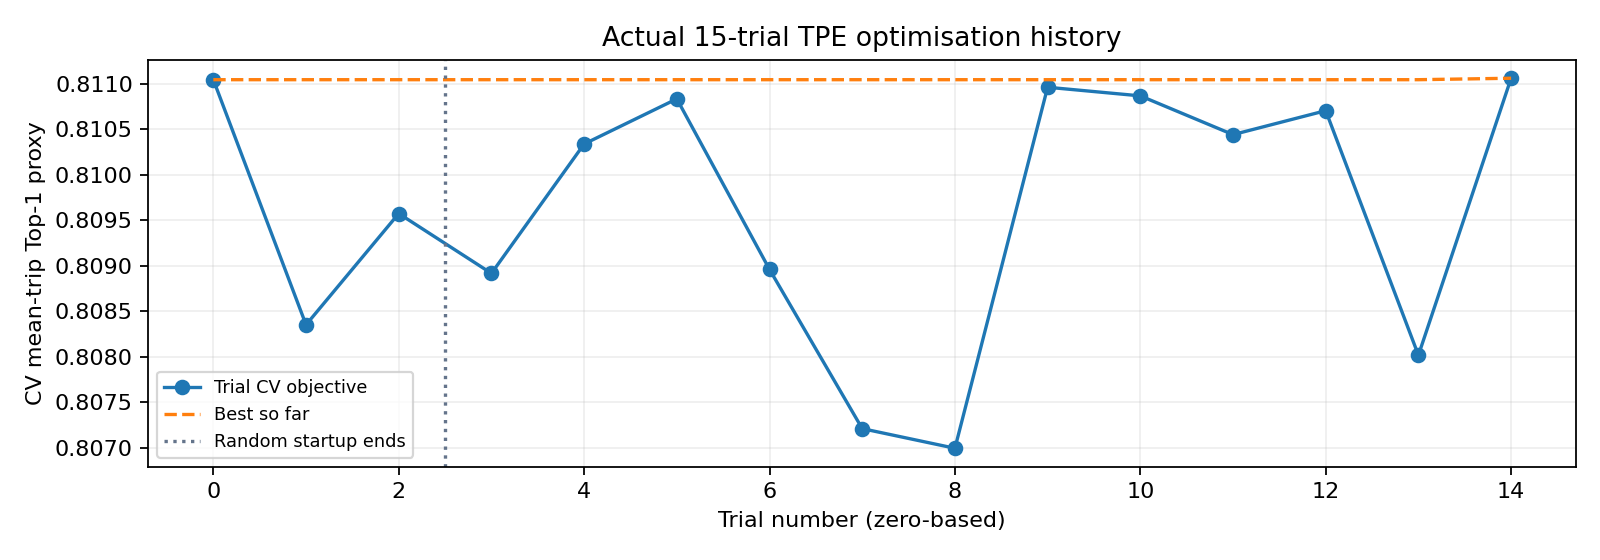 Actual 15-trial TPE optimisation history
CV mean-trip Top-1 proxy
0.8110
0.8105
0.8100
0.8095
0.8090
0.8085
0.8080
0.8075
0.8070
Trial CV objective
Best so far
Random startup ends
0 2 4 6 8 10 12 14
Trial number (zero-based)